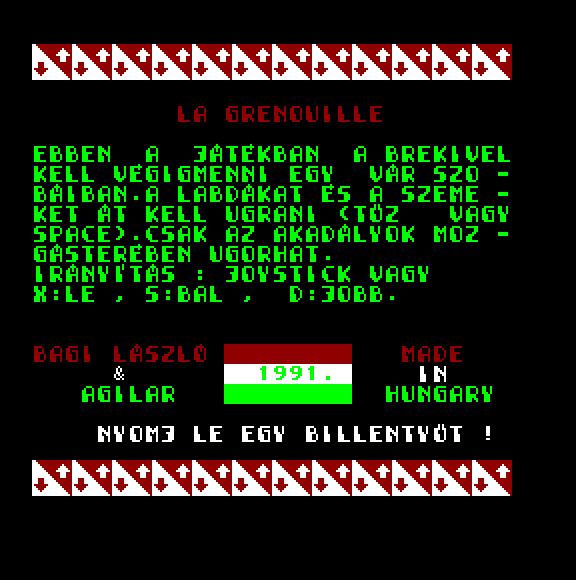 LA GRENOUILLE
EBBEN A JÁTÉKBAN A BREKIVEL
KELL VÉGIGMENNI EGY VÁR SZO -
BÁIBAN.A LABDÁKAT ÉS A SZEME -
KET ÁT KELL UGRANI (TÖZ VAGY
SPACE).CSAK AZ AKADÁLYOK MOZ -
GÁSTERÉBEN UGORHAT.
IRÁNYÍTÁS : JOYSTICK VAGY
X:LE , S:BAL , D:JOBB.
BAGI LÁSZLÓ
&
AGILAR
1991.
MADE
IN
HUNGARY
NYOMJ LE EGY BILLENTYÖT !